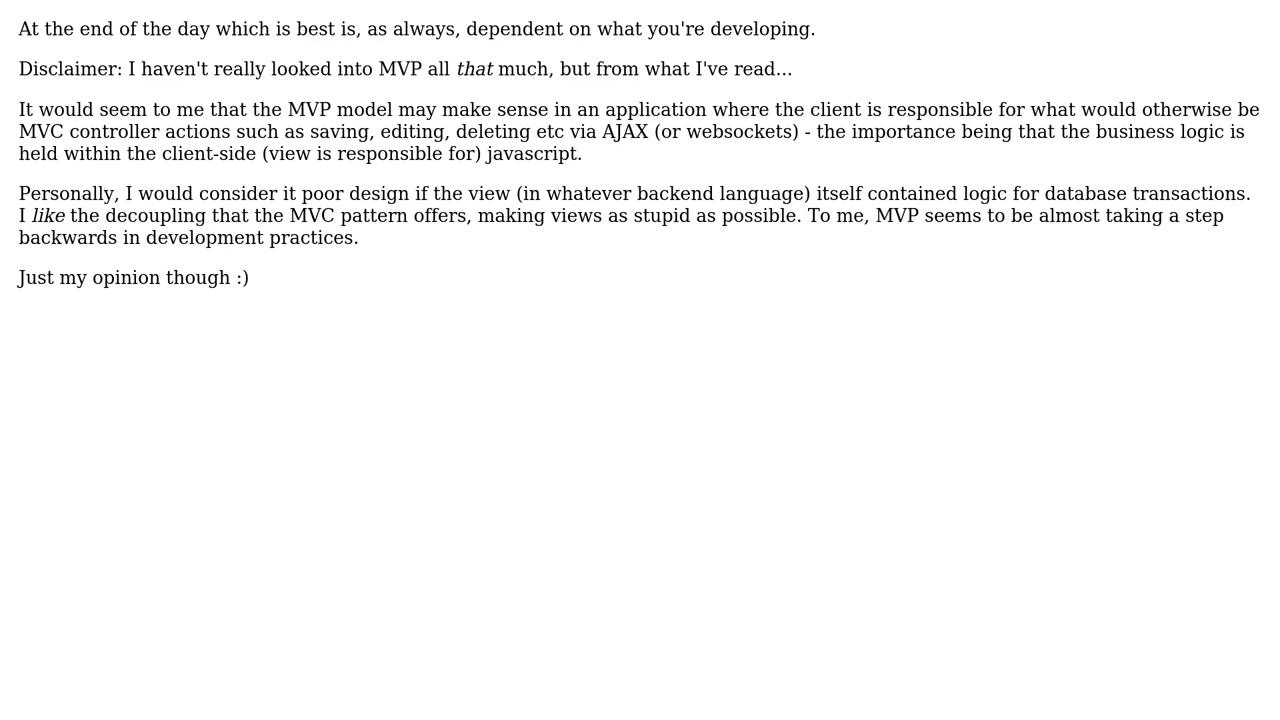 At the end of the day which is best is, as always, dependent on what you're developing.
Disclaimer: I haven't really looked into MVP all that much, but from what I've read...
It would seem to me that the MVP model may make sense in an application where the client is responsible for what would otherwise be
MVC controller actions such as saving, editing, deleting etc via AJAX (or websockets) - the importance being that the business logic is
held within the client-side (view is responsible for) javascript.
Personally, I would consider it poor design if the view (in whatever backend language) itself contained logic for database transactions.
I like the decoupling that the MVC pattern offers, making views as stupid as possible. To me, MVP seems to be almost taking a step
backwards in development practices.
Just my opinion though :)